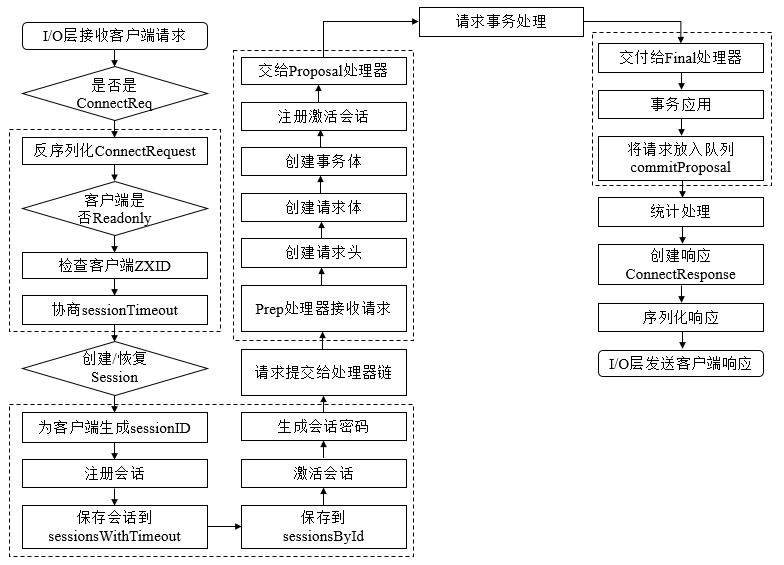 I/O层接收客户端请求
是否是
ConnectReq
反序列化ConnectRequest
客户端是
否Readonly
检查客户端ZXID
协商sessionTimeout
创建/恢复
Session
为客户端生成sessionID
注册会话
保存会话到
sessionsWithTimeout
保存到
sessionsById
激活会话
生成会话密码
请求提交给处理器链
Prep处理器接收请求
创建请求头
创建请求体
创建事务体
注册激活会话
交给Proposal处理器
请求事务处理
交付给Final处理器
事务应用
将请求放入队列
commitProposal
统计处理
创建响应
ConnectResponse
序列化响应
I/O层发送客户端响应